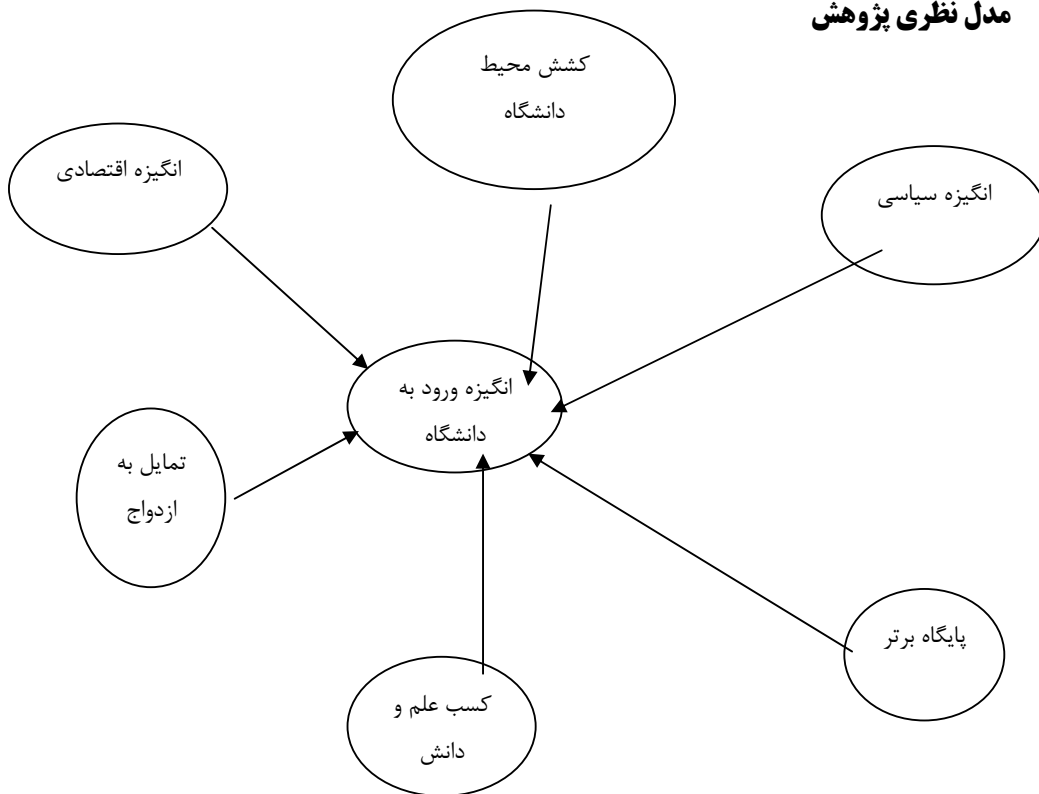 مدل نظری پژوهش
کشش محیط
دانشگاه
انگیزه سیاسی
انگیزه اقتصادی
انگیزه ورود به
دانشگاه
تمایل به
ازدواج
پایگاه برتر
کسب علم و
دانش